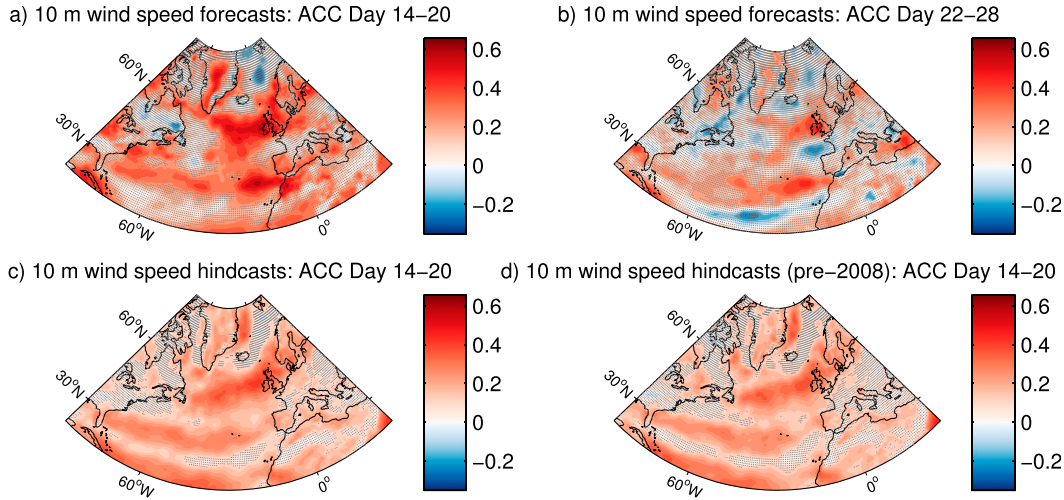 a) 10 m wind speed forecasts: ACC Day 14−20
60°N
30°N
60°W
0°
0.6
0.4
0.2
0
−0.2
b) 10 m wind speed forecasts: ACC Day 22−28
60°N
30°N
60°W
0°
0.6
0.4
0.2
0
−0.2
c) 10 m wind speed hindcasts: ACC Day 14−20
60°N
30°N
60°W
0°
0.6
0.4
0.2
0
−0.2
d) 10 m wind speed hindcasts (pre−2008): ACC Day 14−20
60°N
30°N
60°W
0°
0.6
0.4
0.2
0
−0.2